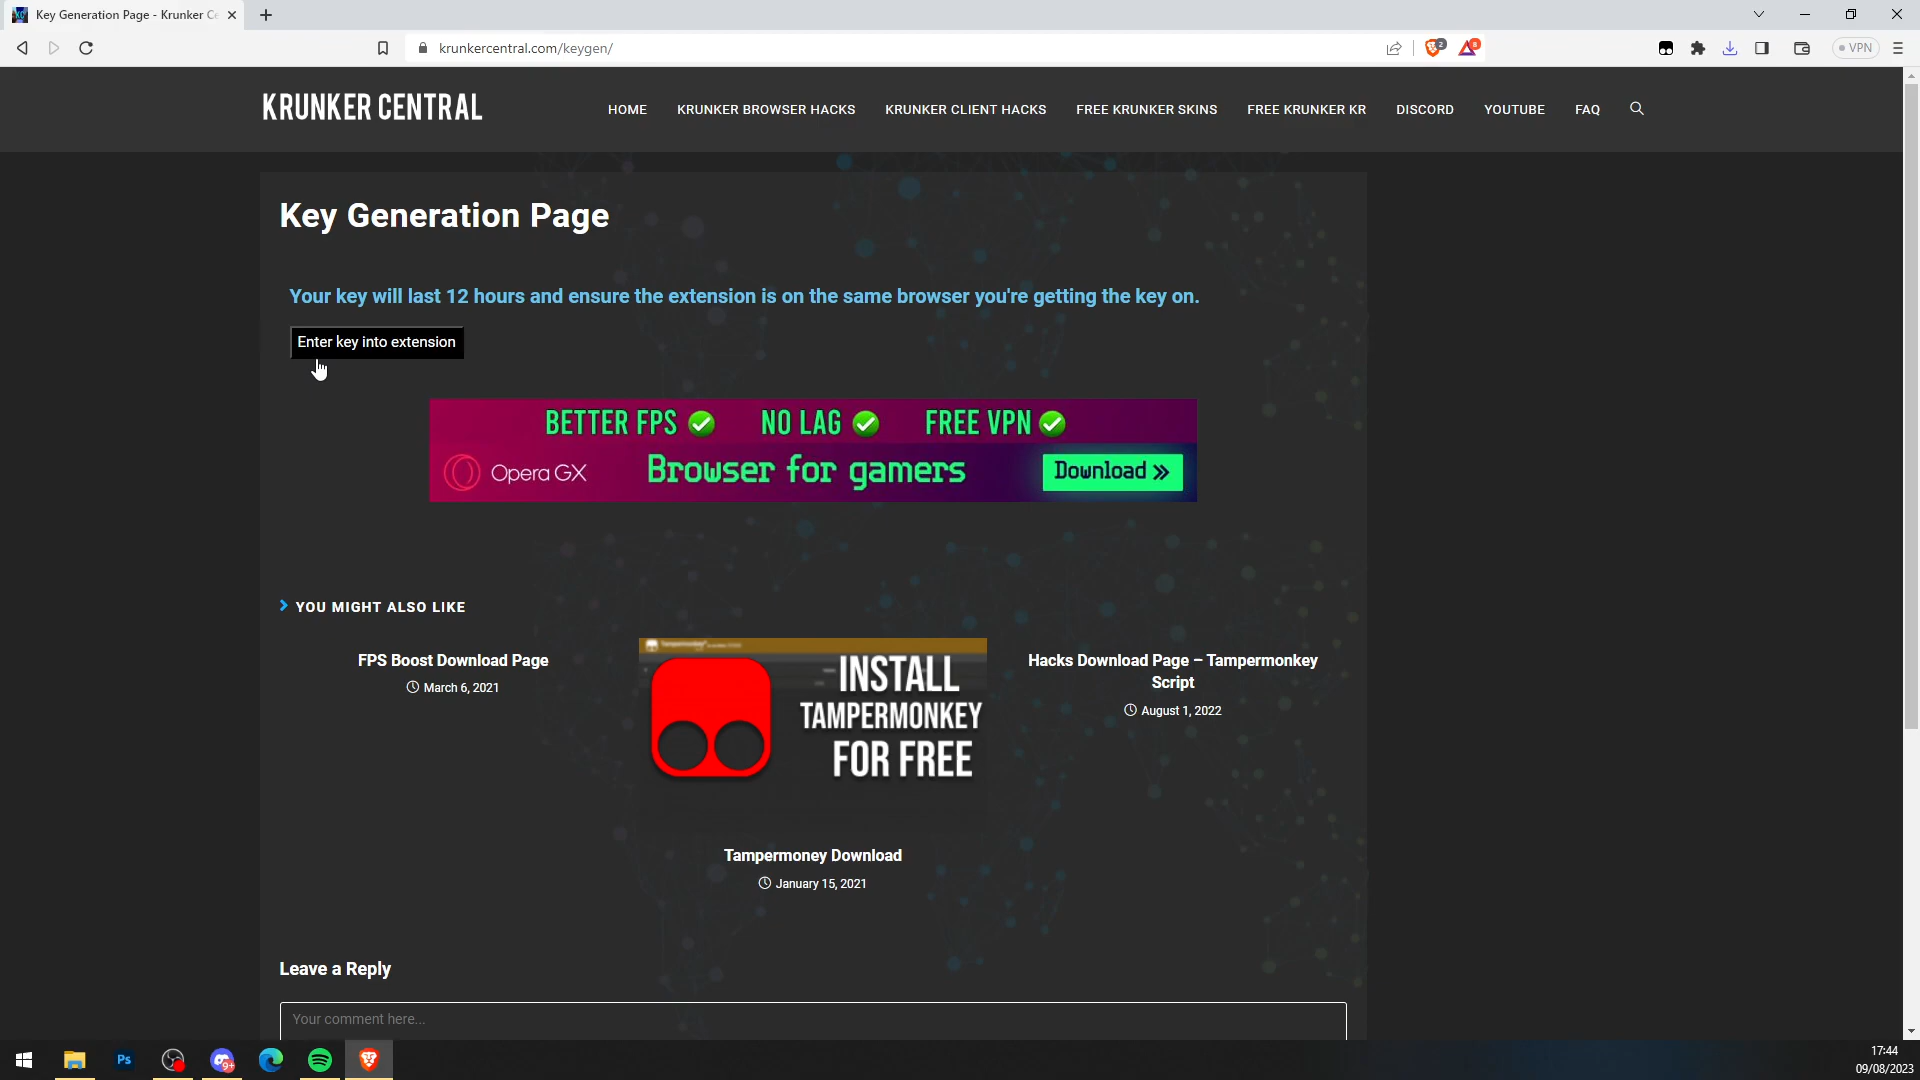 Key Generation Page - Krunker Ce
krunkercentral.com/keygen/
2
8
VPN
KRUNKER CENTRAL
HOME
KRUNKER BROWSER HACKS
KRUNKER CLIENT HACKS
FREE KRUNKER SKINS
FREE KRUNKER KR
DISCORD
YOUTUBE
FAQ
Key Generation Page
Your key will last 12 hours and ensure the extension is on the same browser you're getting the key on.
Enter key into extension
BETTER FPS
NO LAG
FREE VPN
Opera GX
Browser for gamers
Download »
YOU MIGHT ALSO LIKE
FPS Boost Download Page
March 6, 2021
INSTALL
TAMPERMONKEY
FOR FREE
Tampermoney Download
January 15, 2021
Hacks Download Page – Tampermonkey
Script
August 1, 2022
Leave a Reply
Your comment here...
Ps
9+
17:44
09/08/2023